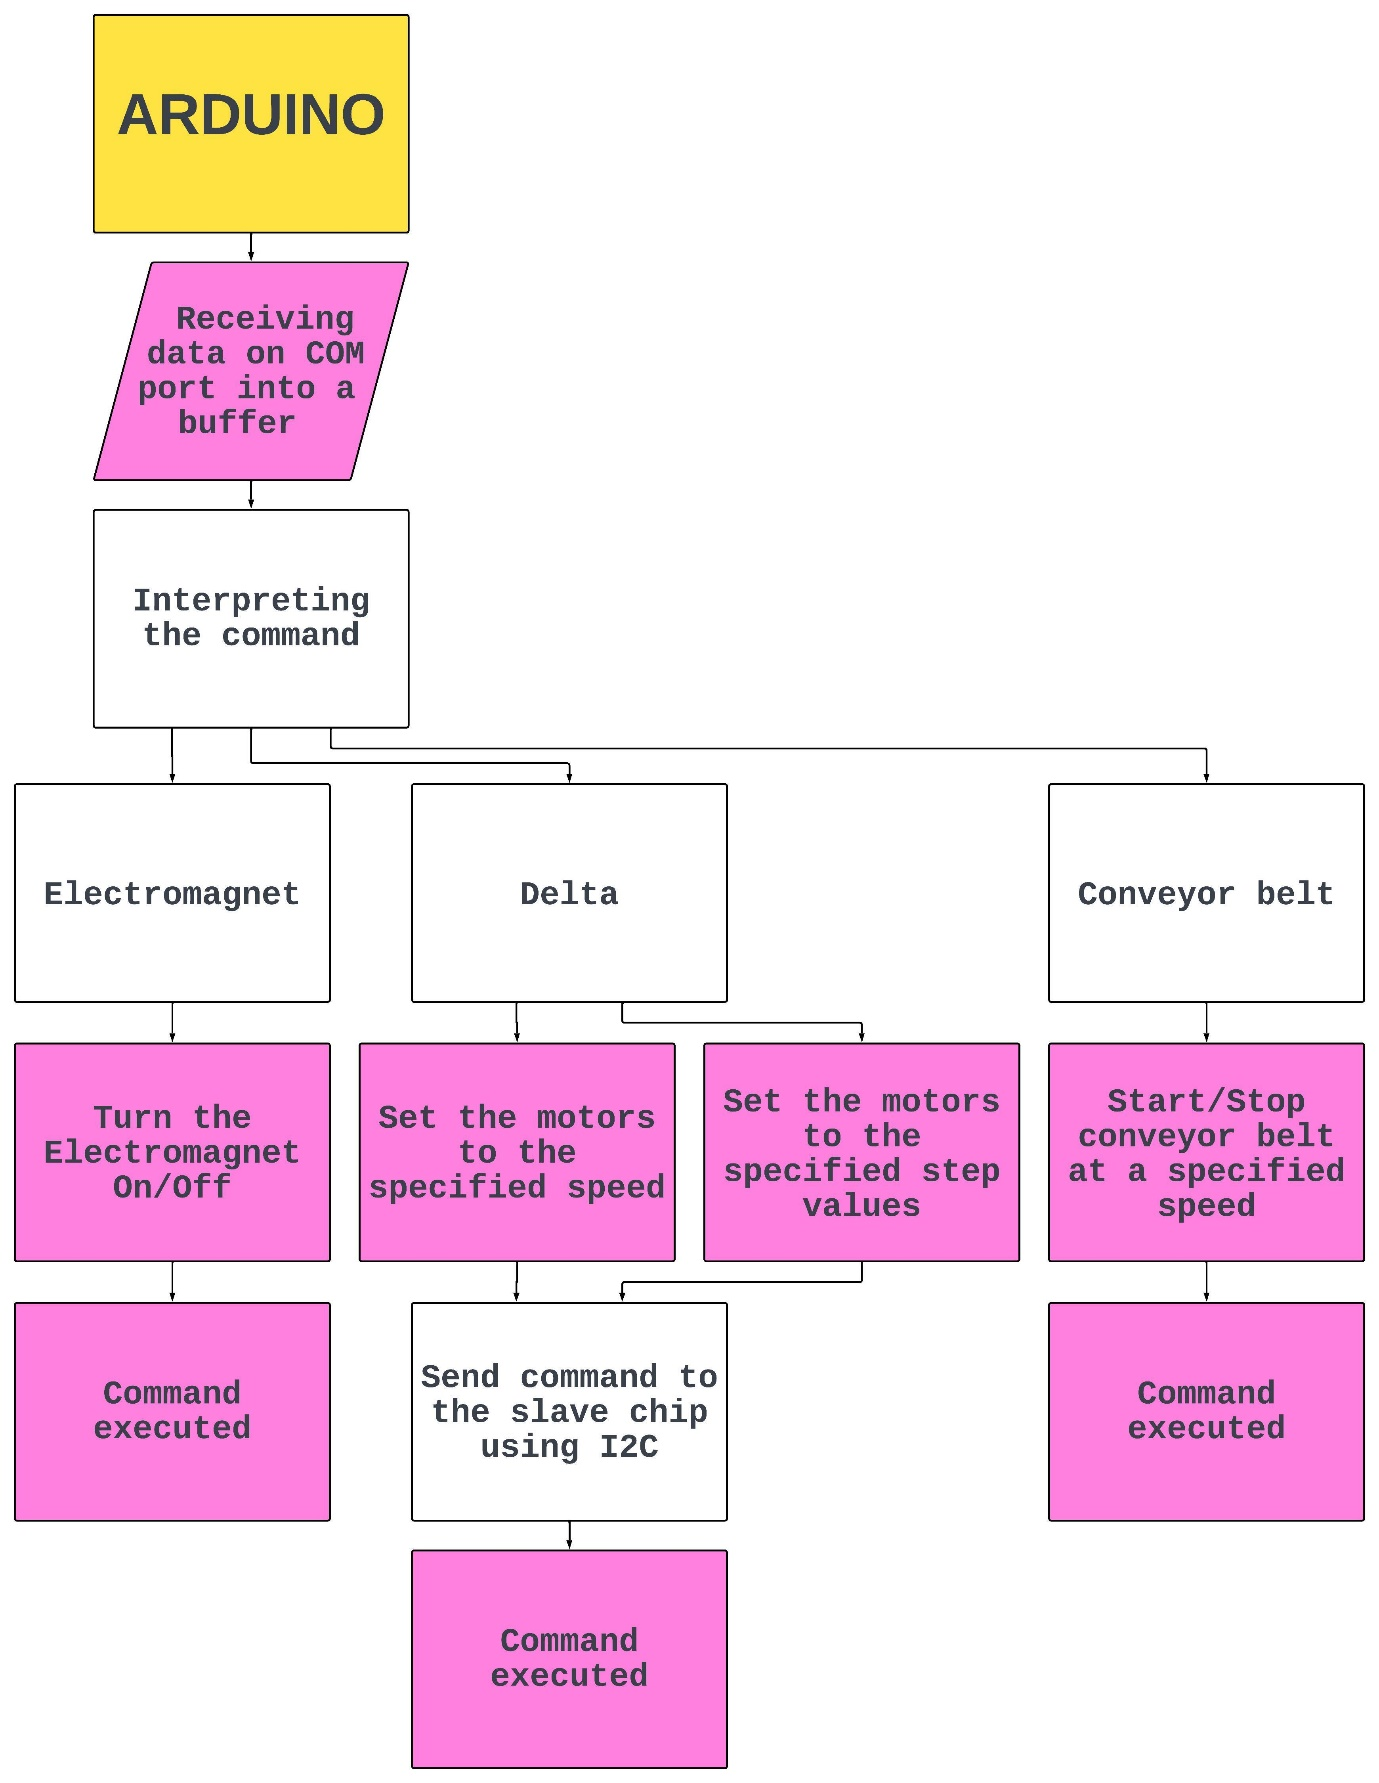 ARDUINO
Receiving
data on COM
port into a
buffer
Interpreting
the command
Electromagnet
Delta
Conveyor belt
Turn the
Electromagnet
On/Off
Set the motors
to the
specified speed
Set the motors
to the
specified step
values
Start/Stop
conveyor belt
at a specified
speed
Command
executed
Send command to
the slave chip
using I2C
Command
executed
Command
executed